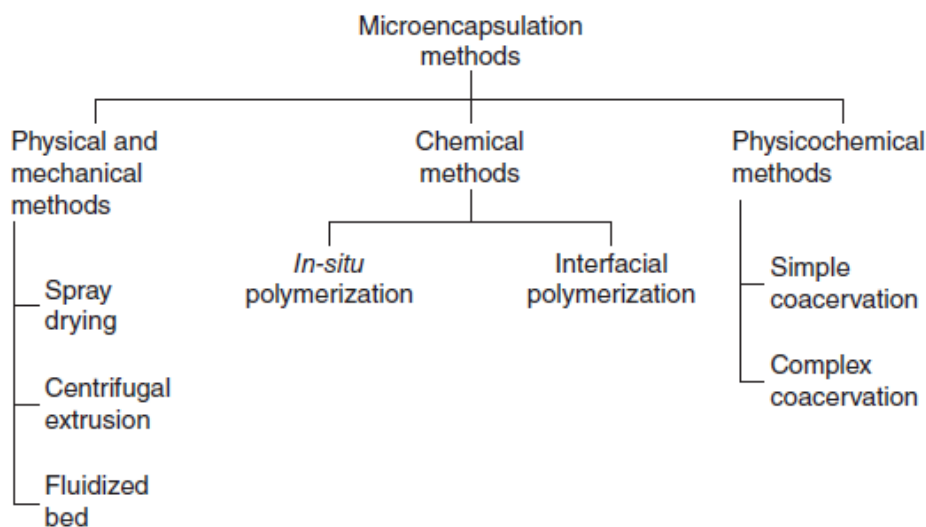 Microencapsulation
methods
Physical and
mechanical
methods
Chemical
methods
Physicochemical
methods
In-situ
polymerization
Interfacial
polymerization
Simple
coacervation
Spray
drying
Complex
coacervation
Centrifugal
extrusion
Fluidized
bed